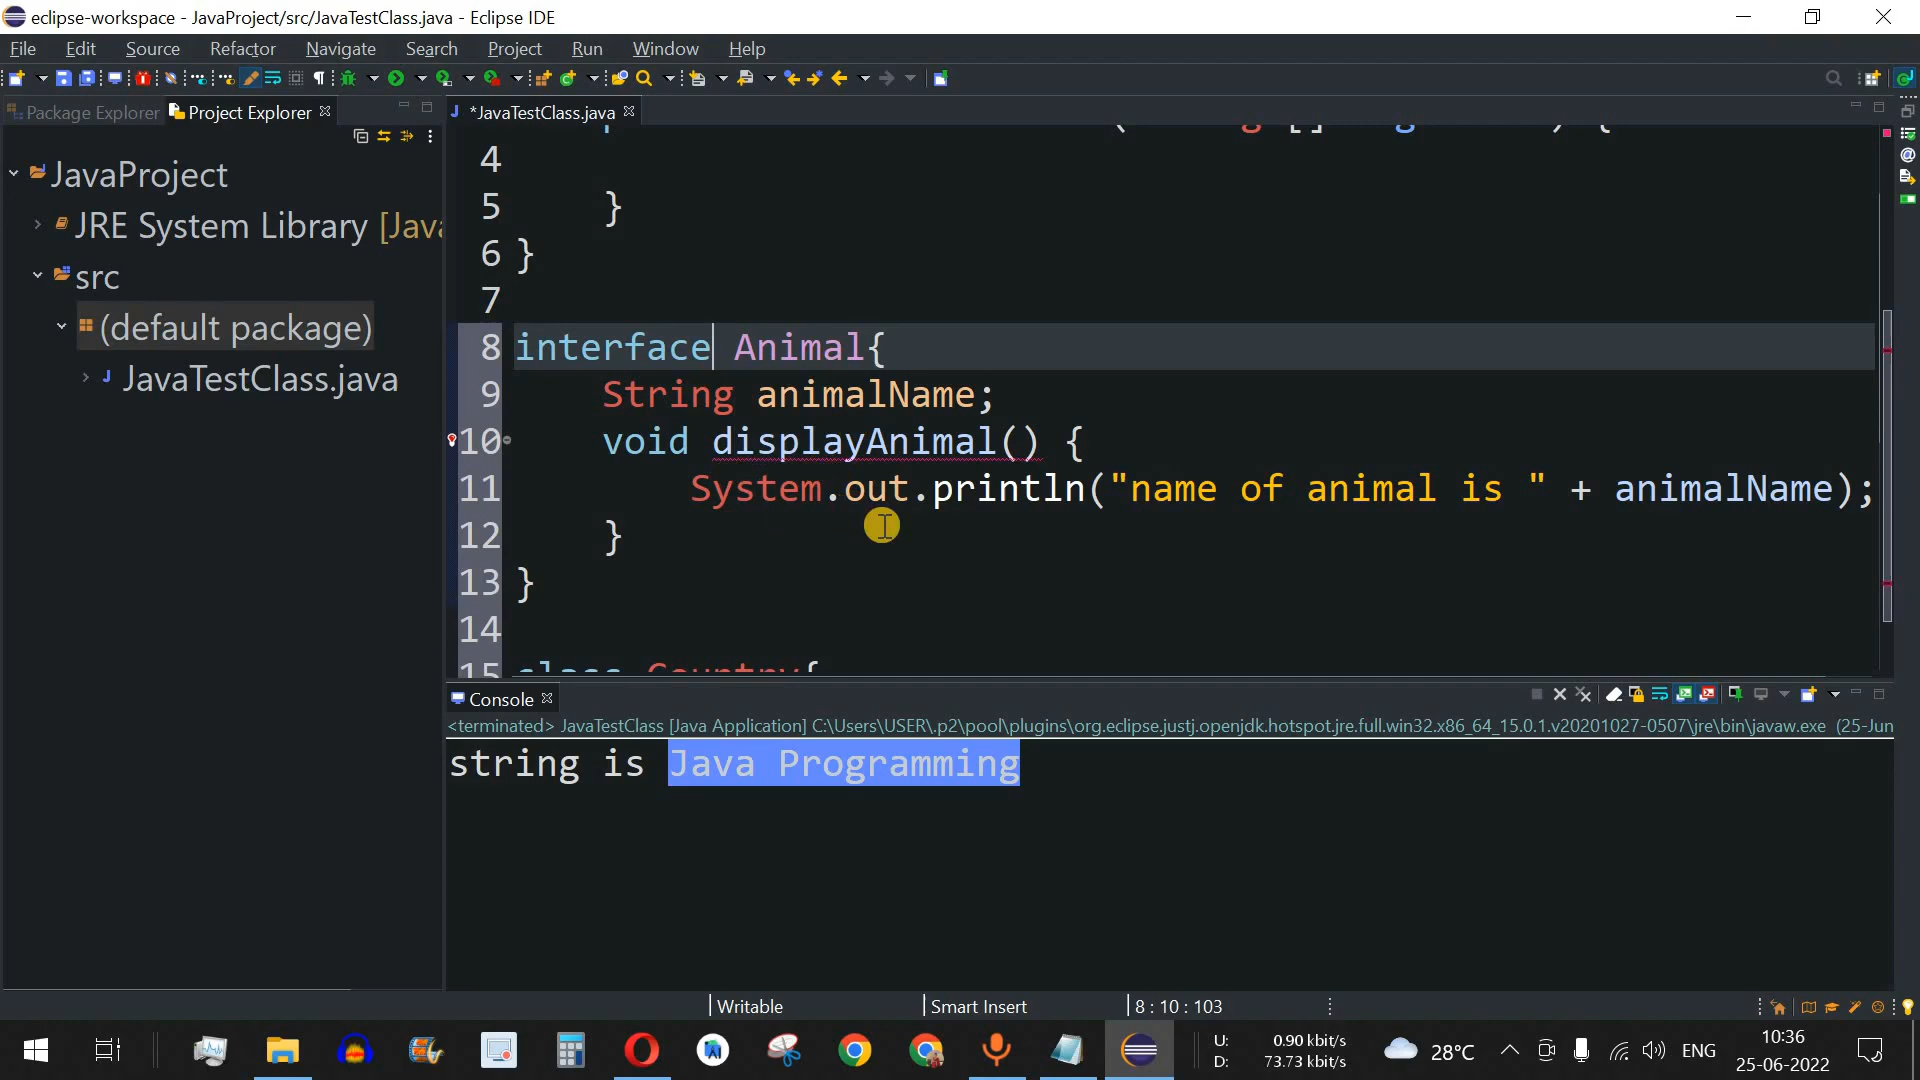 eclipse-workspace - JavaProject/src/JavaTestClass.java - Eclipse IDE
File Edit Source Refactor Navigate Search Project Run Window Help
Package Explorer Project Explorer
*JavaTestClass.java
JavaProject
JRE System Library [Java
src
(default package)
JavaTestClass.java
4
5 }
6 }
7
8 interface Animal{
9 String animalName;
10 void displayAnimal() {
11 System.out.println("name of animal is " + animalName);
12 }
13 }
14
15 class Country{
Console
<terminated> JavaTestClass [Java Application] C:\Users\USER\.p2\pool\plugins\org.eclipse.justj.openjdk.hotspot.jre.full.win32.x86_64_15.0.1.v20201027-0507\jre\bin\javaw.exe (25-Jun
string is Java Programming
Writable Smart Insert 8 : 10 : 103
U: 0.90 kbit/s
D: 73.73 kbit/s
28°C
ENG
10:36
25-06-2022